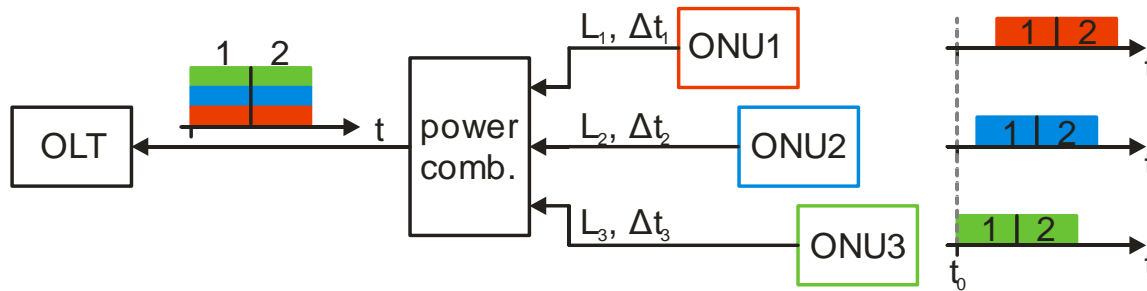 1 2
t
OLT
power
comb.
L₁, Δt₁
ONU1
L₂, Δt₂
ONU2
L₃, Δt₃
ONU3
1 2
t
1 2
t
1 2
t₀
t